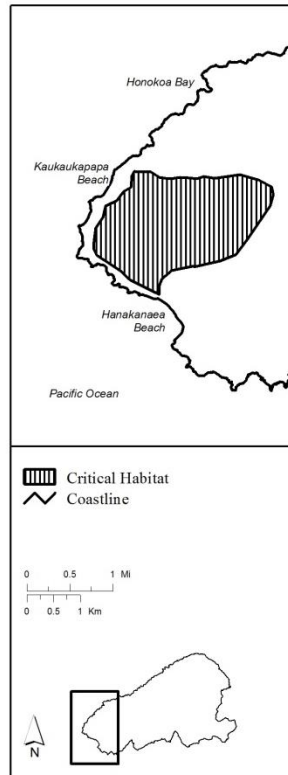 Honokoa Bay
Kaukaukapapa
Beach
Hanakanaea
Beach
Pacific Ocean
Critical Habitat
Coastline
0 0.5 1 Mi
0 0.5 1 Km
N